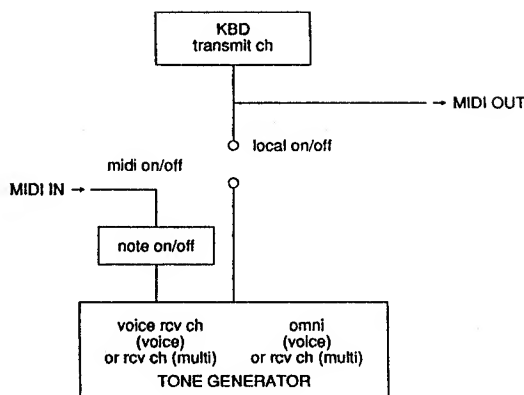 KBD
transmit ch
→ MIDI OUT
local on/off
midi on/off
MIDI IN →
note on/off
voice rcv ch
(voice)
or rcv ch (multi)
omni
(voice)
or rcv ch (multi)
TONE GENERATOR